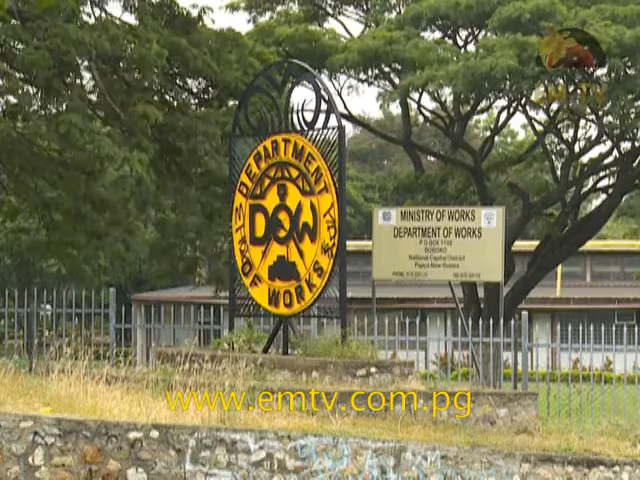 EMTV
DEPARTMENT
DOW
OF WORKS
MINISTRY OF WORKS
DEPARTMENT OF WORKS
P O BOX 1108
BOROKO
National Capital District
Papua New Guinea
www.emtv.com.pg